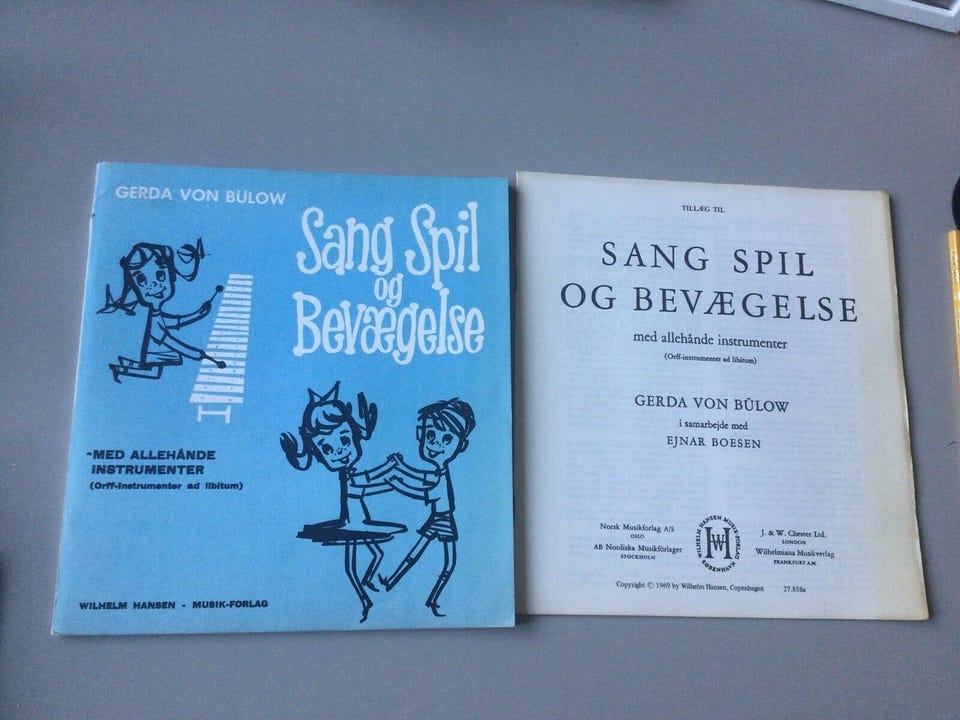 GERDA VON BÜLOW
Sang Spil
og
Bevægelse
-MED ALLEHÅNDE
INSTRUMENTER
(Orff-Instrumenter ad libitum)
WILHELM HANSEN - MUSIK-FORLAG
TILLÆG TIL
SANG SPIL
OG BEVÆGELSE
med allehånde instrumenter
(Orff-instrumenter ad libitum)
GERDA VON BÜLOW
i samarbejde med
EJNAR BOESEN
Norsk Musikforlag A/S
OSLO
AB Nordiska Musikförlaget
STOCKHOLM
WILHELM HANSEN MUSIK-FORLAG
KØBENHAVN
WH
J. & W. Chester Ltd.
LONDON
Wilhelmiana Musikverlag
FRANKFURT A.M.
Copyright © 1969 by Wilhelm Hansen, Copenhagen 27.858a